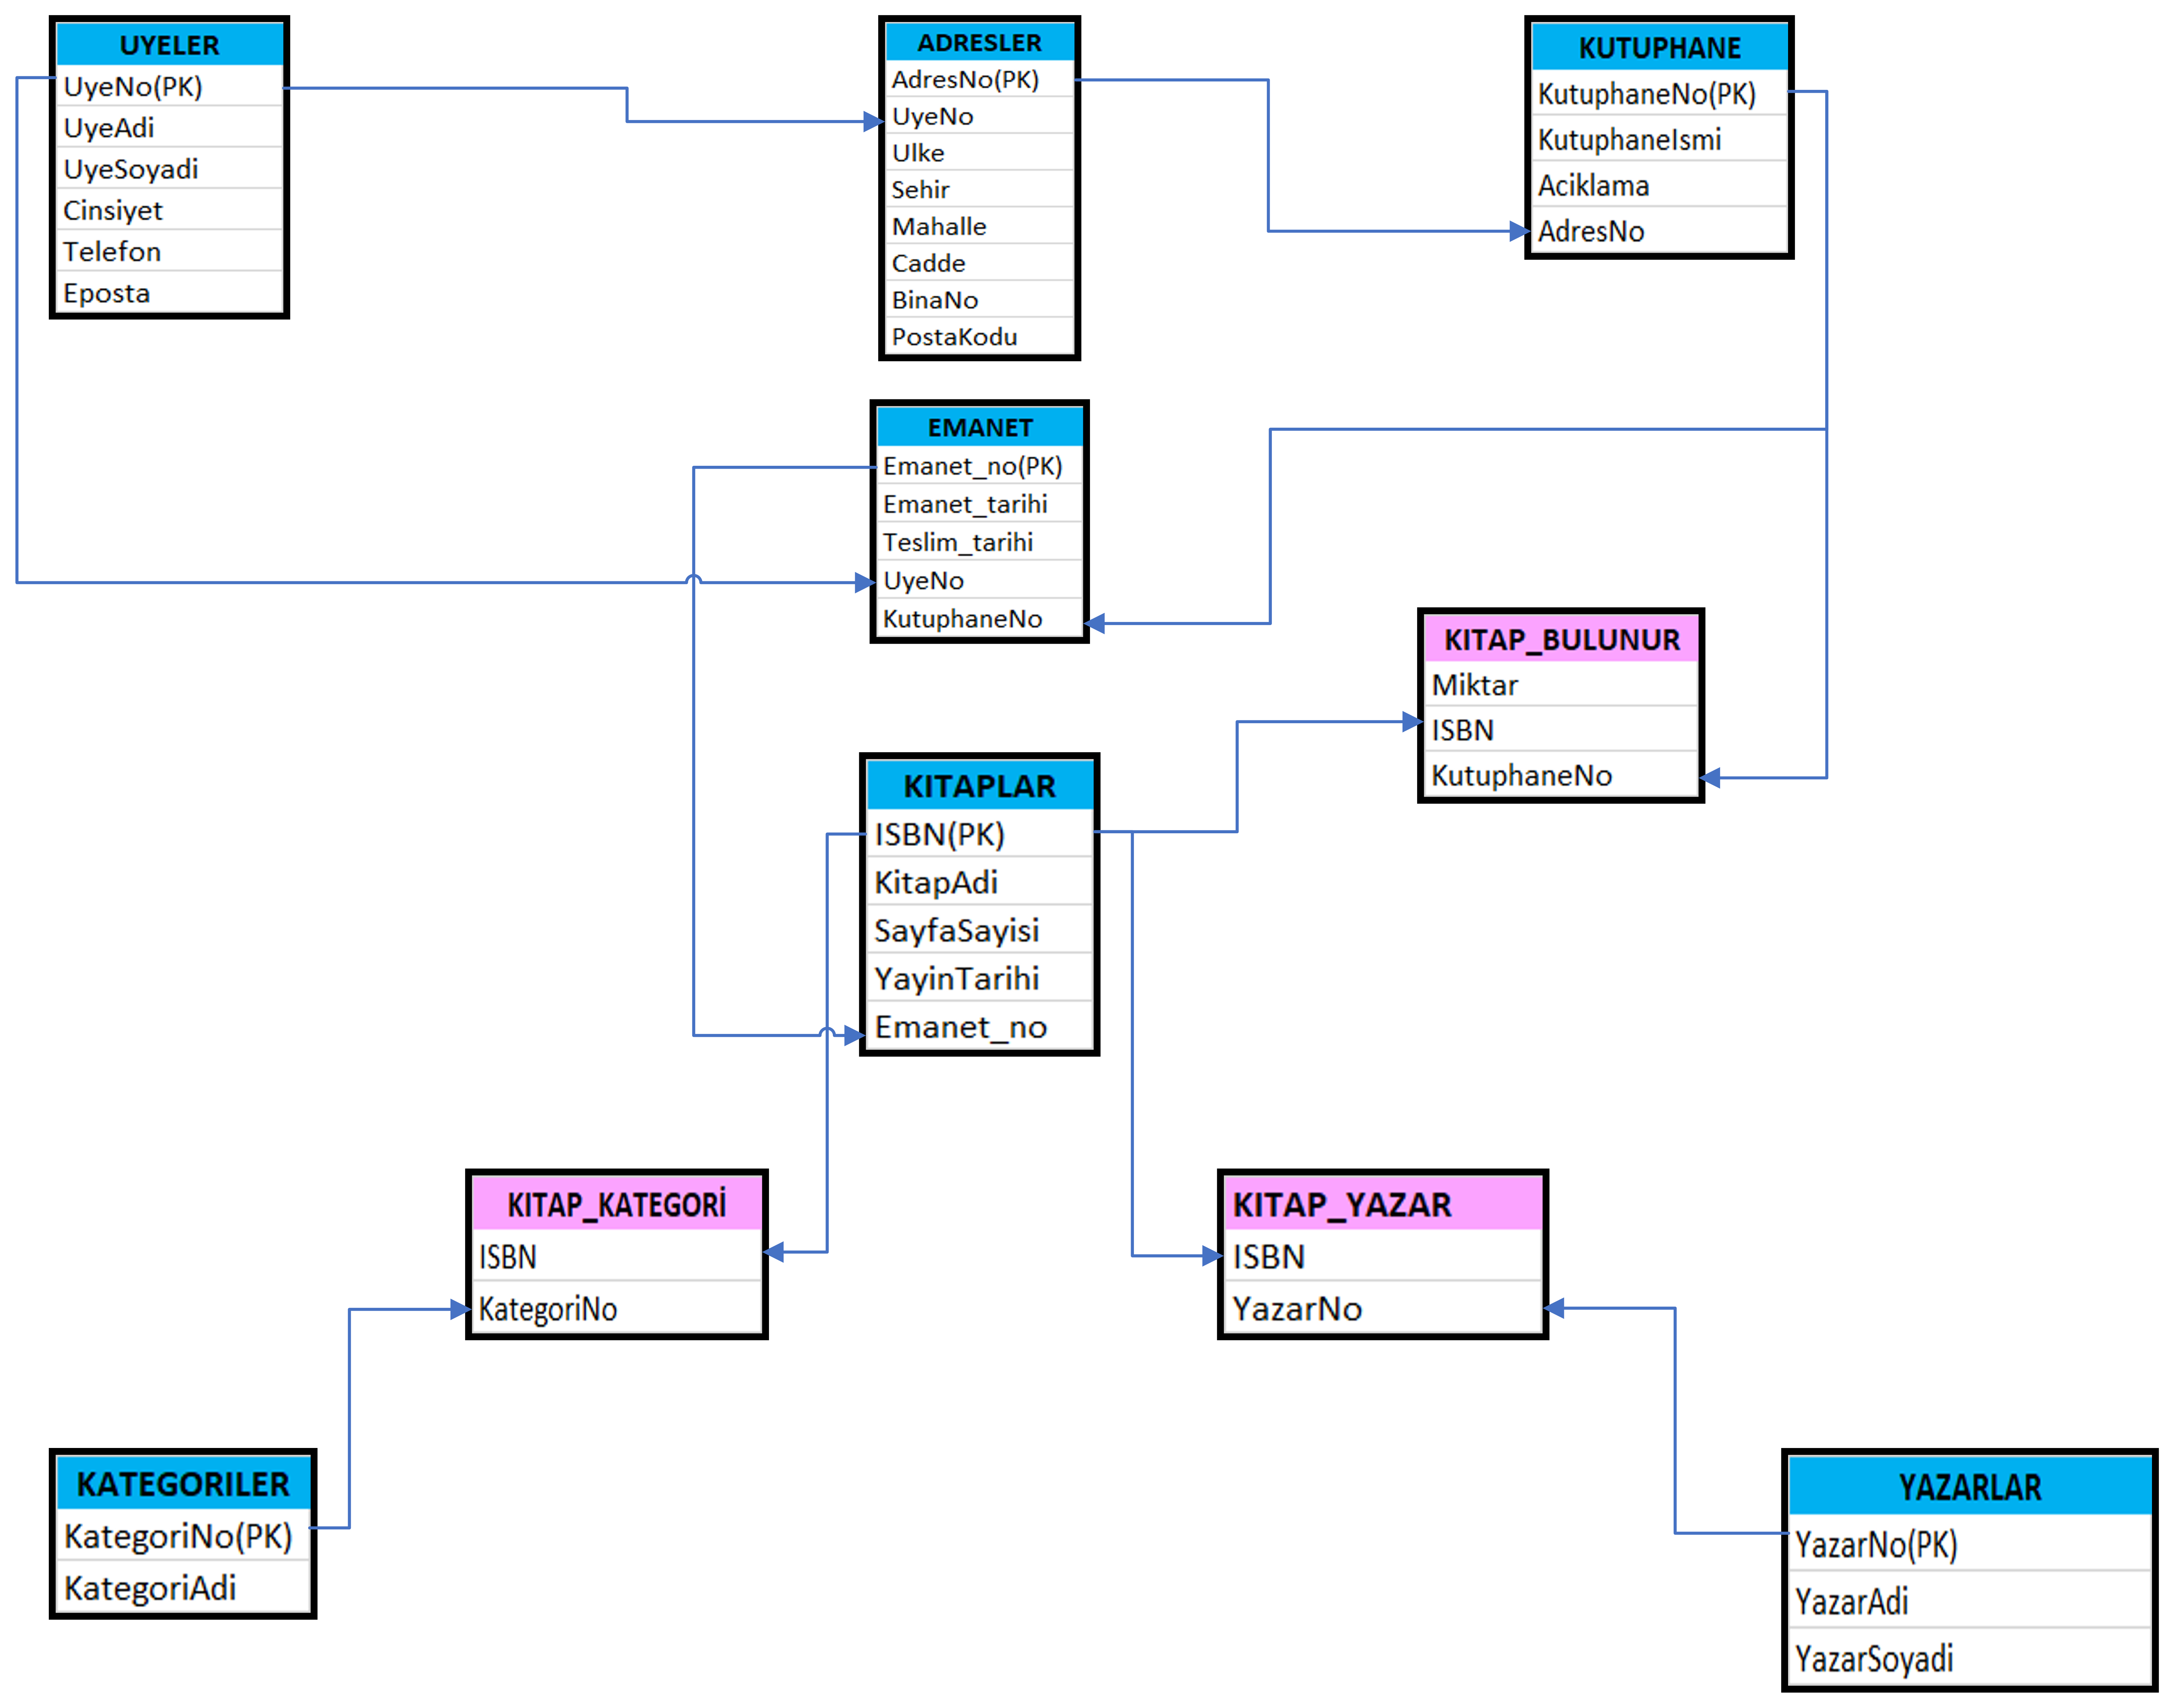 UYELER
UyeNo(PK)
UyeAdi
UyeSoyadi
Cinsiyet
Telefon
Eposta
ADRESLER
AdresNo(PK)
UyeNo
Ulke
Sehir
Mahalle
Cadde
BinaNo
PostaKodu
KUTUPHANE
KutuphaneNo(PK)
KutuphaneIsmi
Aciklama
AdresNo
EMANET
Emanet_no(PK)
Emanet_tarihi
Teslim_tarihi
UyeNo
KutuphaneNo
KITAP_BULUNUR
Miktar
ISBN
KutuphaneNo
KITAPLAR
ISBN(PK)
KitapAdi
SayfaSayisi
YayinTarihi
Emanet_no
KITAP_KATEGORİ
ISBN
KategoriNo
KITAP_YAZAR
ISBN
YazarNo
KATEGORILER
KategoriNo(PK)
KategoriAdi
YAZARLAR
YazarNo(PK)
YazarAdi
YazarSoyadi